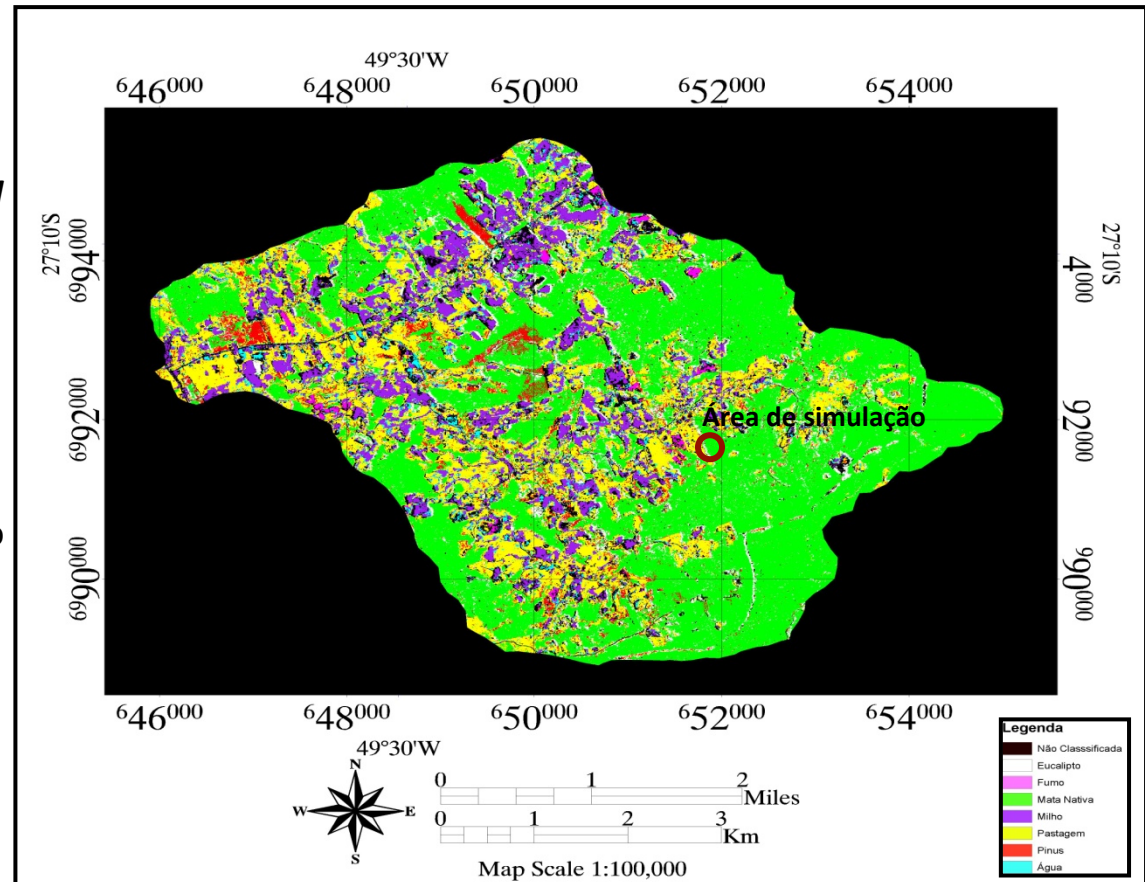 49°30'W
646000 648000 650000 652000 654000
27°10'S
27°10'S
6994000
4000
Area de simulação
6992000
92000
6990000
90000
646000 648000 650000 652000 654000
49°30'W
N
W E
S
0 1 2
Miles
0 1 2 3
Km
Map Scale 1:100,000
Legenda
Não Classsificada
Eucalipto
Fumo
Mata Nativa
Milho
Pastagem
Pinus
Água